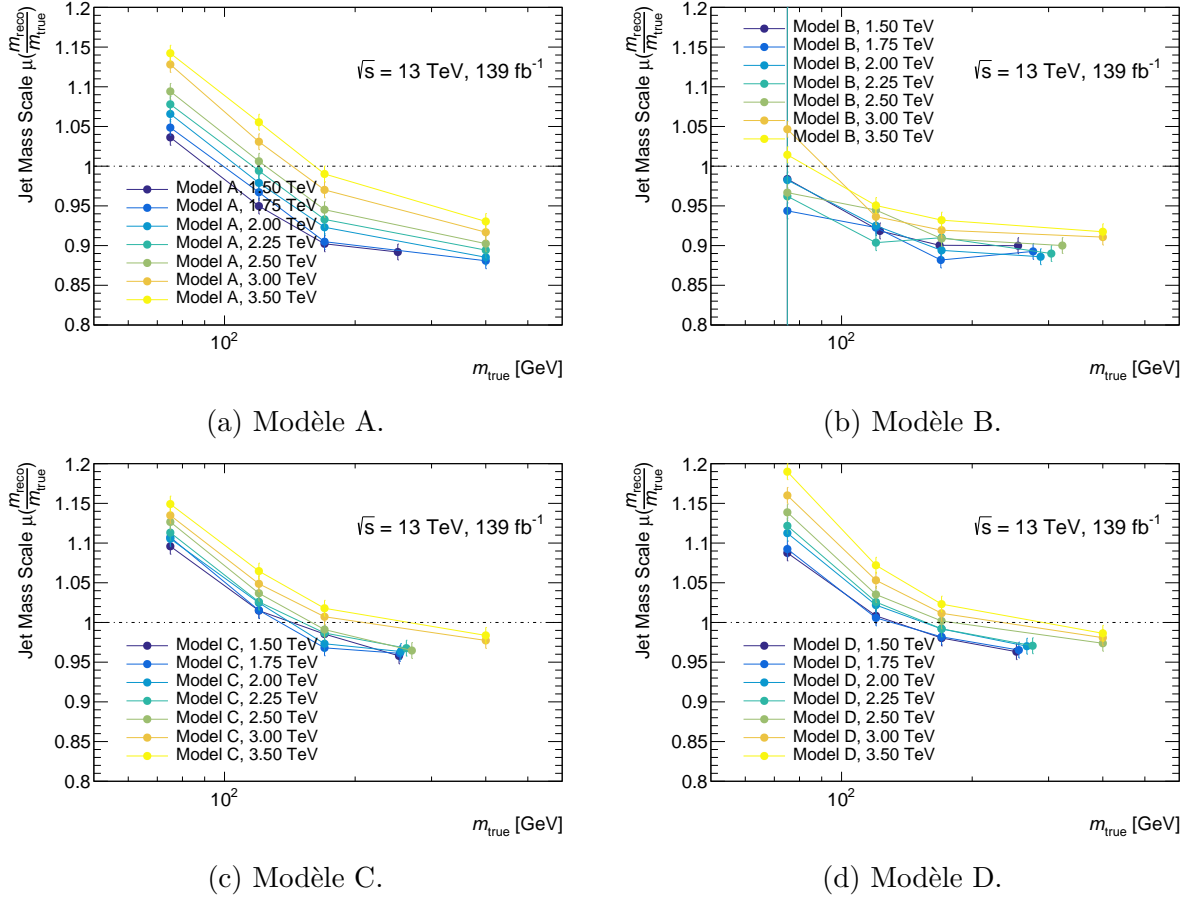 Jet Mass Scale μ(m_reco/m_true)
1.2
1.15
1.1
1.05
1
0.95
0.9
0.85
0.8
√s = 13 TeV, 139 fb⁻¹
Model A, 1.50 TeV
Model A, 1.75 TeV
Model A, 2.00 TeV
Model A, 2.25 TeV
Model A, 2.50 TeV
Model A, 3.00 TeV
Model A, 3.50 TeV
10²
m_true [GeV]
(a) Modèle A.
Jet Mass Scale μ(m_reco/m_true)
1.2
1.15
1.1
1.05
1
0.95
0.9
0.85
0.8
Model B, 1.50 TeV
Model B, 1.75 TeV
Model B, 2.00 TeV
Model B, 2.25 TeV
Model B, 2.50 TeV
Model B, 3.00 TeV
Model B, 3.50 TeV
√s = 13 TeV, 139 fb⁻¹
10²
m_true [GeV]
(b) Modèle B.
Jet Mass Scale μ(m_reco/m_true)
1.2
1.15
1.1
1.05
1
0.95
0.9
0.85
0.8
√s = 13 TeV, 139 fb⁻¹
Model C, 1.50 TeV
Model C, 1.75 TeV
Model C, 2.00 TeV
Model C, 2.25 TeV
Model C, 2.50 TeV
Model C, 3.00 TeV
Model C, 3.50 TeV
10²
m_true [GeV]
(c) Modèle C.
Jet Mass Scale μ(m_reco/m_true)
1.2
1.15
1.1
1.05
1
0.95
0.9
0.85
0.8
√s = 13 TeV, 139 fb⁻¹
Model D, 1.50 TeV
Model D, 1.75 TeV
Model D, 2.00 TeV
Model D, 2.25 TeV
Model D, 2.50 TeV
Model D, 3.00 TeV
Model D, 3.50 TeV
10²
m_true [GeV]
(d) Modèle D.